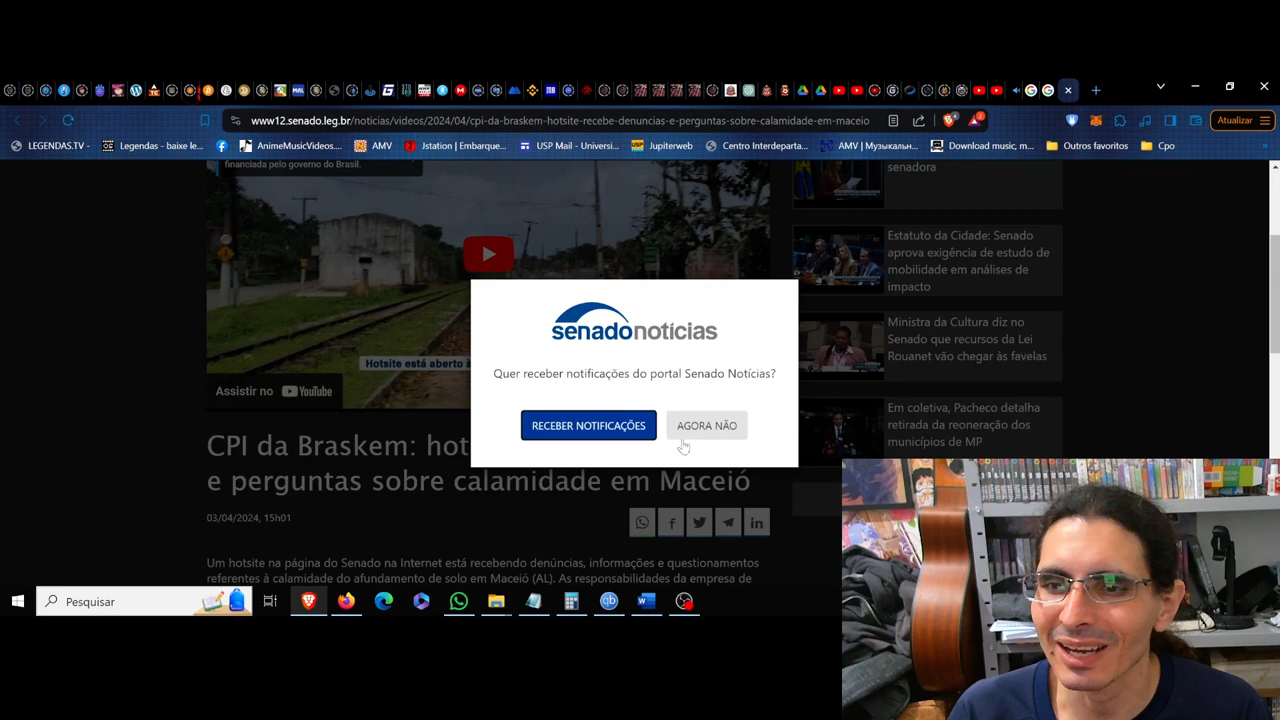 www12.senado.leg.br/noticias/videos/2024/04/cpi-da-braskem-hotsite-recebe-denuncias-e-perguntas-sobre-calamidade-em-maceio
4
2
Atualizar
LEGENDAS.TV -
Legendas - baixe le...
AnimeMusicVideos....
AMV
Jstation | Embarque...
USP Mail - Universi...
Jupiterweb
Centro Interdeparta...
AMV | Музыкальн...
Download music, m...
Outros favoritos
Cpo
financiada pelo governo do Brasil.
Hotsite está aberto à
Assistir no YouTube
senadora
Estatuto da Cidade: Senado
aprova exigência de estudo de
mobilidade em análises de
impacto
Ministra da Cultura diz no
Senado que recursos da Lei
Rouanet vão chegar às favelas
Em coletiva, Pacheco detalha
retirada da reoneração dos
municípios de MP
senadonotícias
Quer receber notificações do portal Senado Notícias?
RECEBER NOTIFICAÇÕES
AGORA NÃO
CPI da Braskem: hot
e perguntas sobre calamidade em Maceió
03/04/2024, 15h01
Um hotsite na página do Senado na Internet está recebendo denúncias, informações e questionamentos
referentes à calamidade do afundamento de solo em Maceió (AL). As responsabilidades da empresa de
Pesquisar